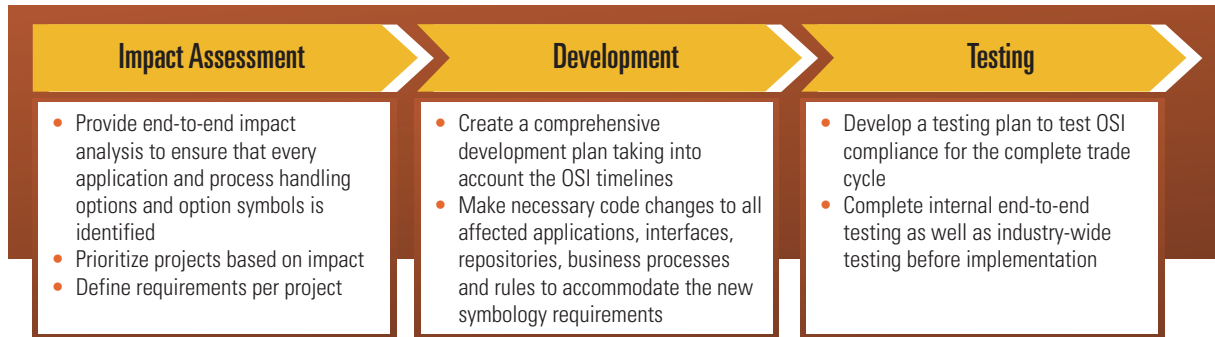 Impact Assessment
• Provide end-to-end impact
analysis to ensure that every
application and process handling
options and option symbols is
identified
• Prioritize projects based on impact
• Define requirements per project
Development
• Create a comprehensive
development plan taking into
account the OSI timelines
• Make necessary code changes to all
affected applications, interfaces,
repositories, business processes
and rules to accommodate the new
symbology requirements
Testing
• Develop a testing plan to test OSI
compliance for the complete trade
cycle
• Complete internal end-to-end
testing as well as industry-wide
testing before implementation